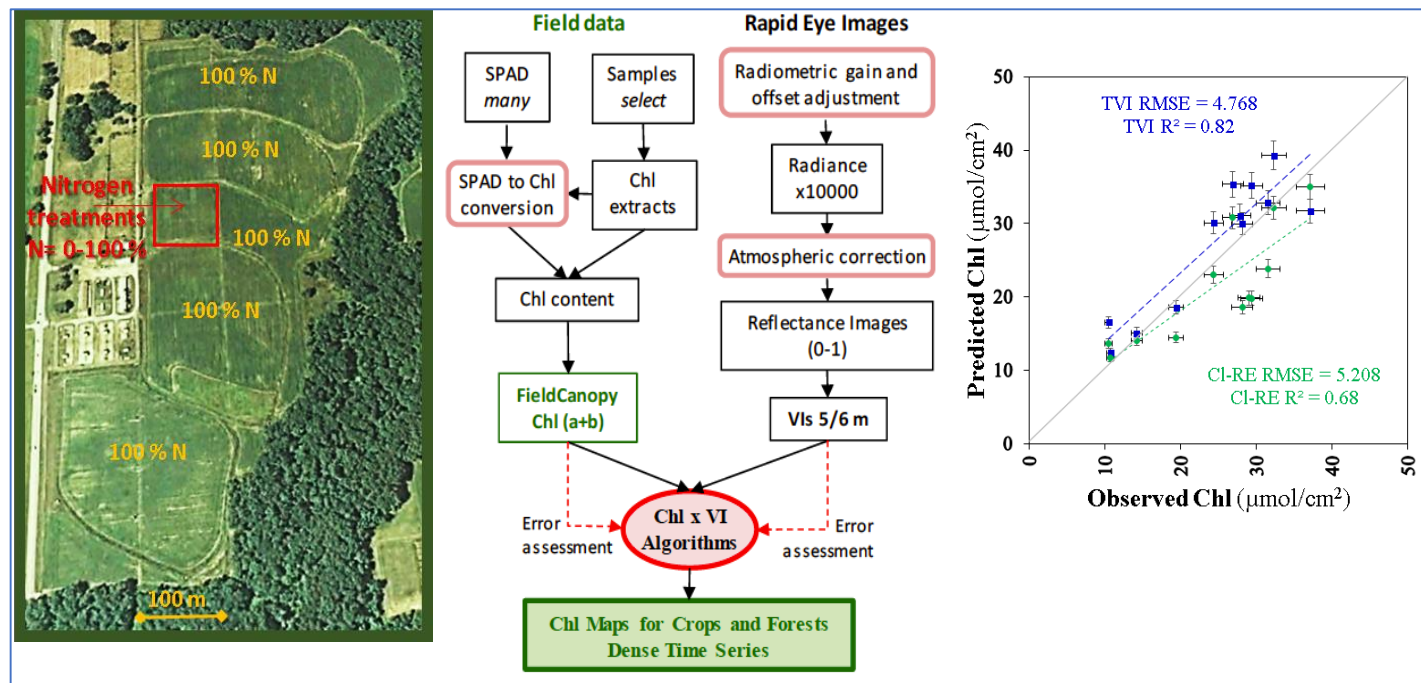 100 % N
100 % N
Nitrogen
treatments
N= 0-100 %
100 % N
100 % N
100 % N
100 m.
Field data
SPAD
many
Samples
select
SPAD to Chl
conversion
Chl
extracts
Chl content
FieldCanopy
Chl (a+b)
Rapid Eye Images
Radiometric gain and
offset adjustment
Radiance
x10000
Atmospheric correction
Reflectance Images
(0-1)
VIs 5/6 m
Error
assessment
Chl x VI
Algorithms
Error
assessment
Chl Maps for Crops and Forests
Dense Time Series
Predicted Chl (µmol/cm²)
50
40
30
20
10
0
TVI RMSE = 4.768
TVI R² = 0.82
Cl-RE RMSE = 5.208
Cl-RE R² = 0.68
0
10
20
30
40
50
Observed Chl (µmol/cm²)